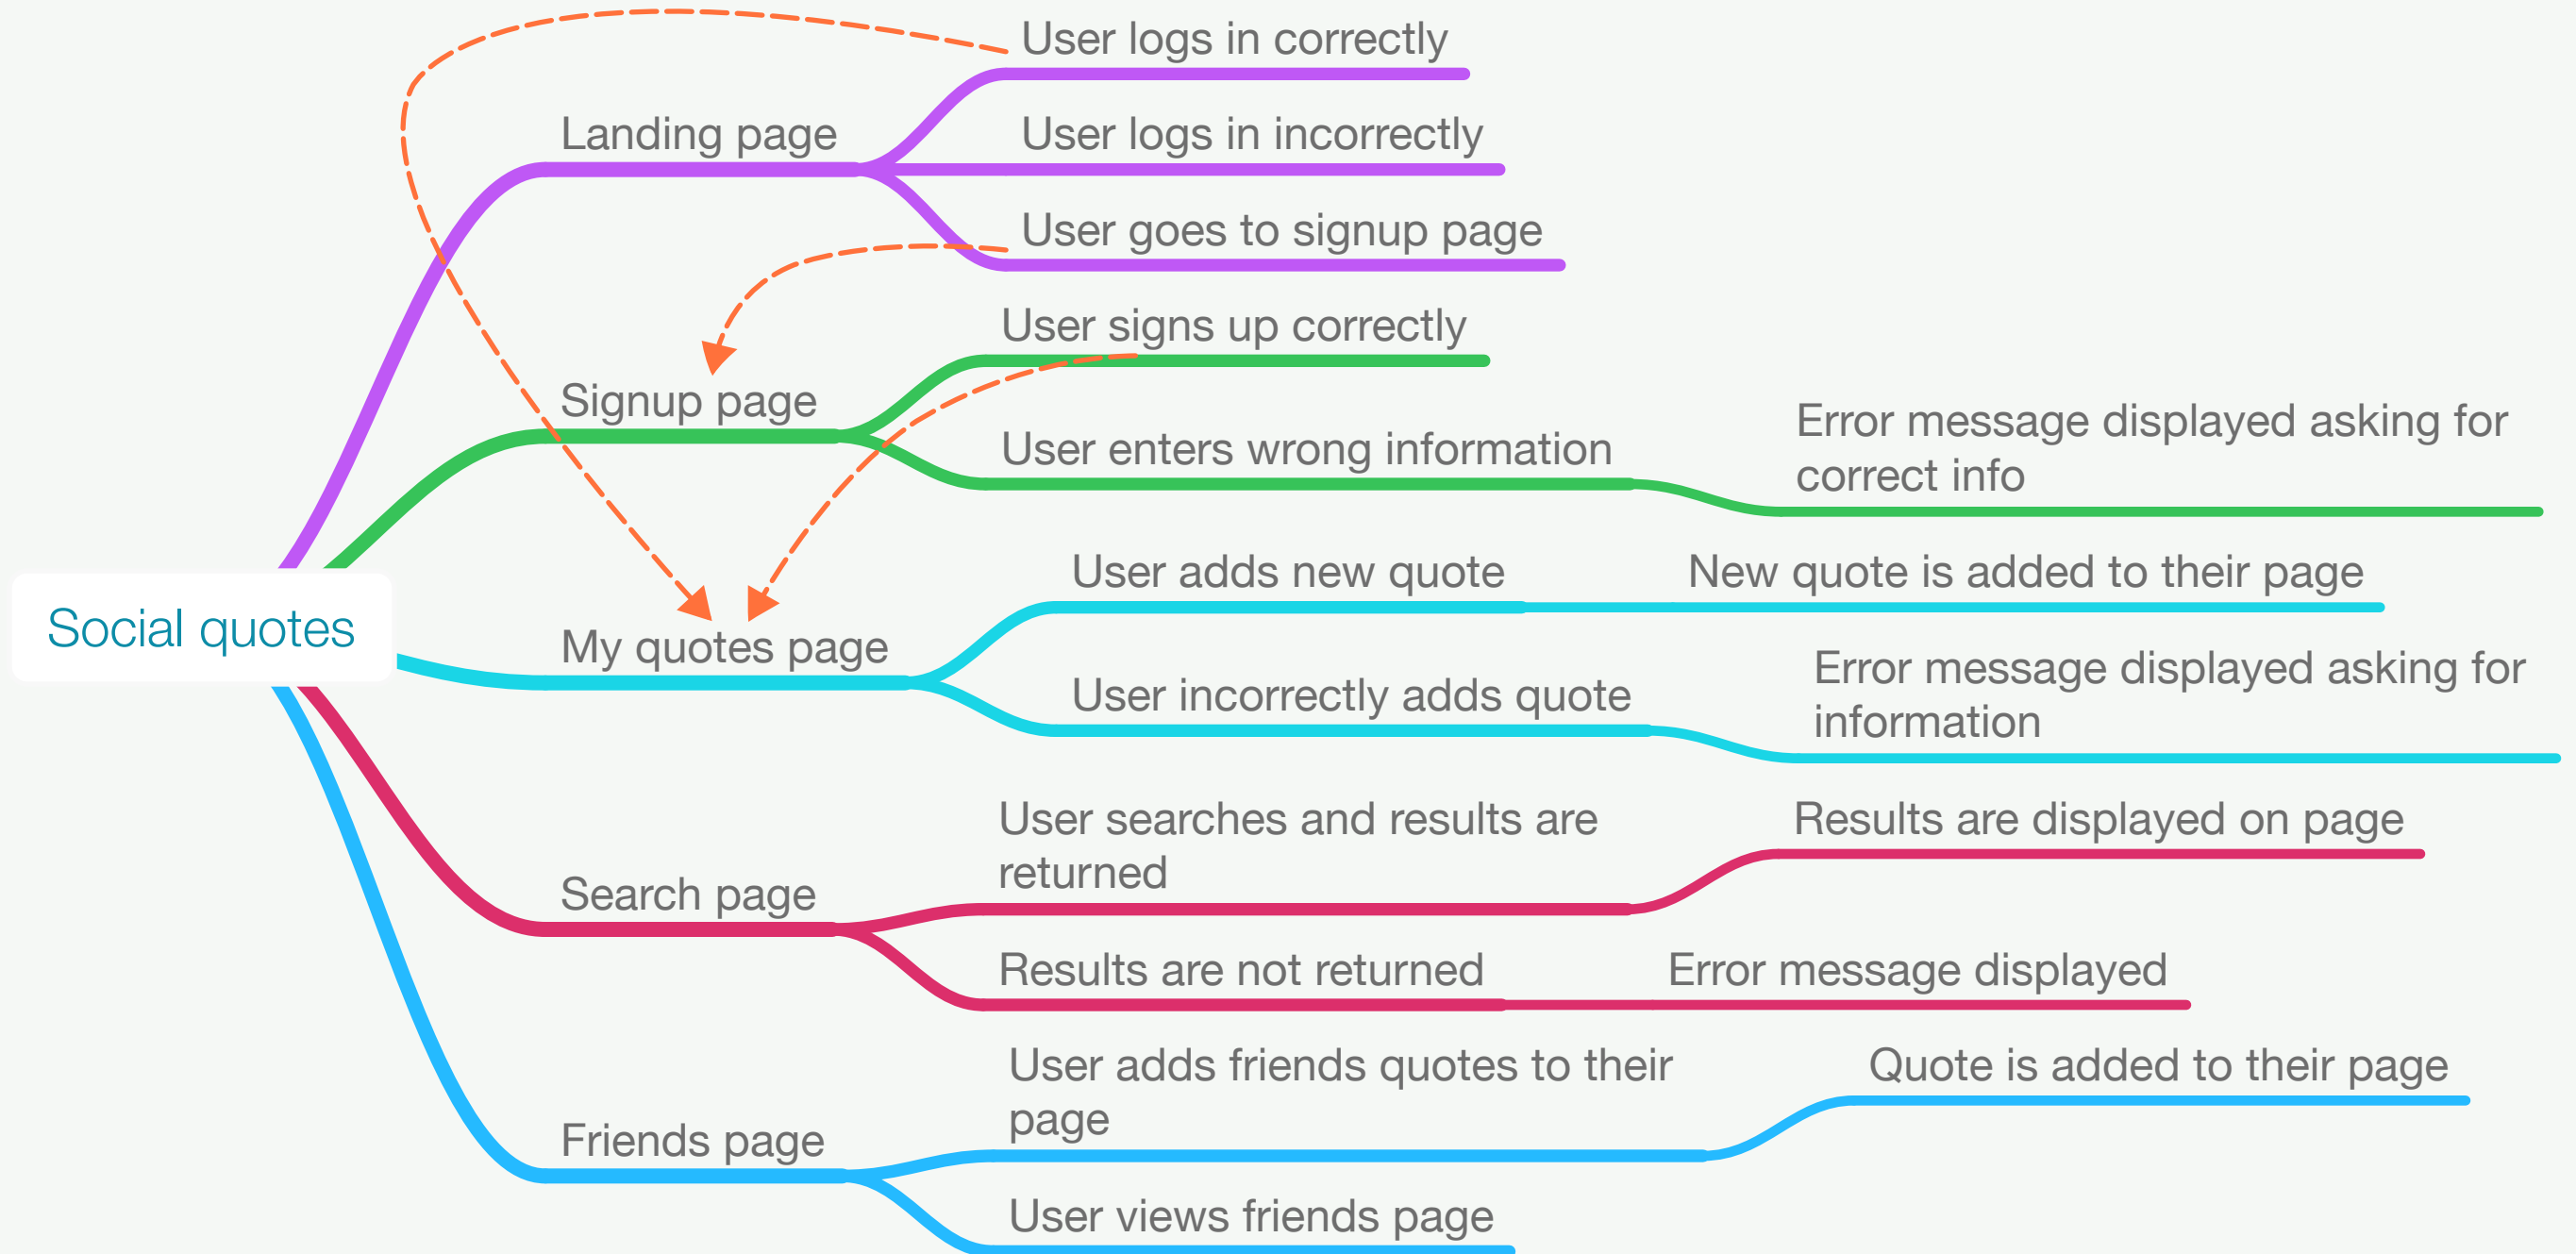 Social quotes
Landing page
User logs in correctly
User logs in incorrectly
User goes to signup page
Signup page
User signs up correctly
User enters wrong information
Error message displayed asking for
correct info
My quotes page
User adds new quote
New quote is added to their page
User incorrectly adds quote
Error message displayed asking for
information
Search page
User searches and results are
returned
Results are displayed on page
Results are not returned
Error message displayed
Friends page
User adds friends quotes to their
page
Quote is added to their page
User views friends page